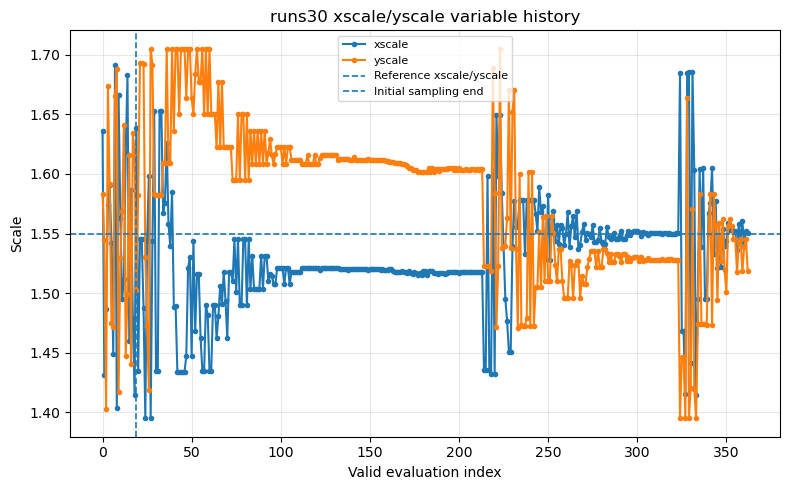 runs30 xscale/yscale variable history
xscale
yscale
Reference xscale/yscale
Initial sampling end
Scale
1.70
1.65
1.60
1.55
1.50
1.45
1.40
0 50 100 150 200 250 300 350
Valid evaluation index